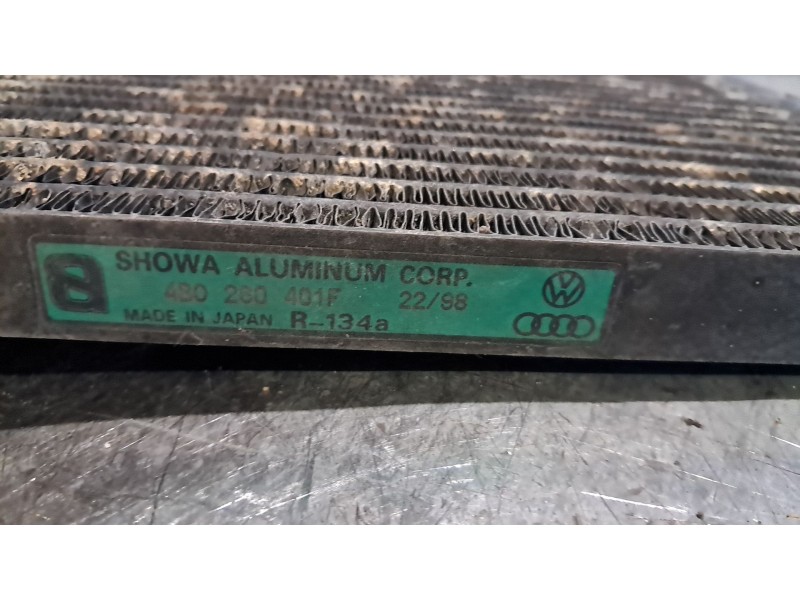 SHOWA ALUMINUM CORP.
4B0 260 401F 22/98
MADE IN JAPAN R-134a